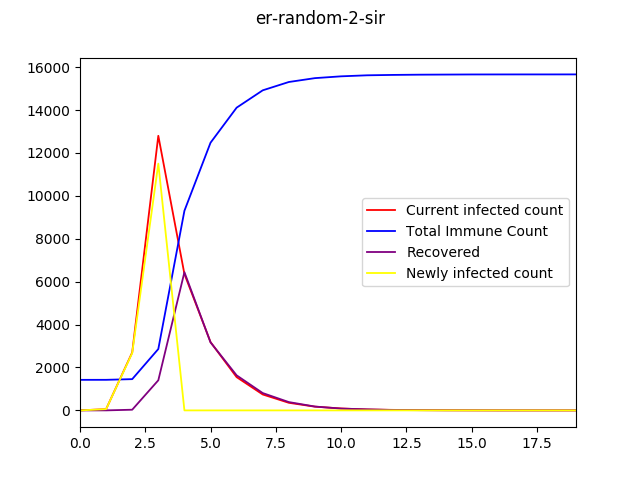 er-random-2-sir
16000
14000
12000
10000
8000
6000
4000
2000
0
Current infected count
Total Immune Count
Recovered
Newly infected count
0.0 2.5 5.0 7.5 10.0 12.5 15.0 17.5